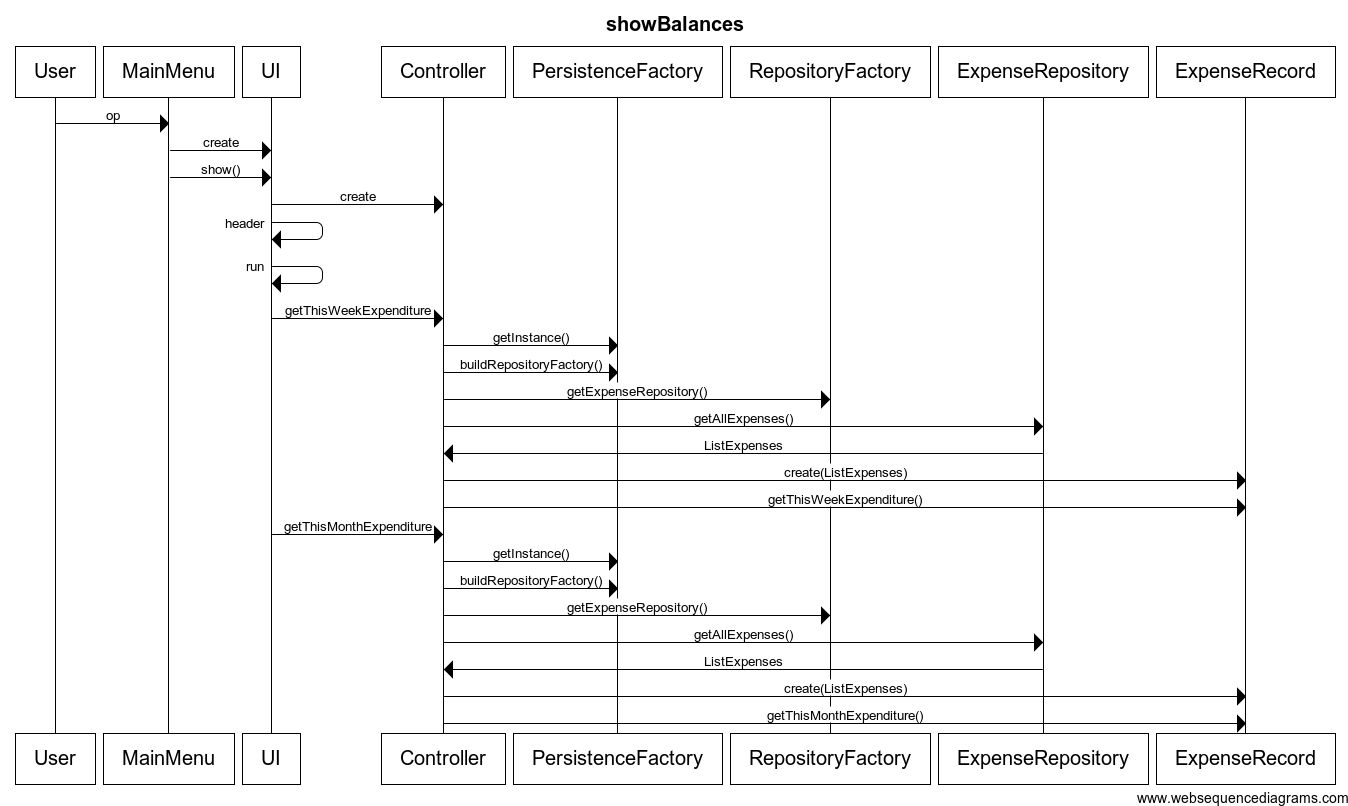 showBalances
User MainMenu UI Controller PersistenceFactory RepositoryFactory ExpenseRepository ExpenseRecord
op
create
show()
create
header
run
getThisWeekExpenditure
getInstance()
buildRepositoryFactory()
getExpenseRepository()
getAllExpenses()
ListExpenses
create(ListExpenses)
getThisWeekExpenditure()
getThisMonthExpenditure
getInstance()
buildRepositoryFactory()
getExpenseRepository()
getAllExpenses()
ListExpenses
create(ListExpenses)
getThisMonthExpenditure()
User MainMenu UI Controller PersistenceFactory RepositoryFactory ExpenseRepository ExpenseRecord
www.websequencediagrams.com